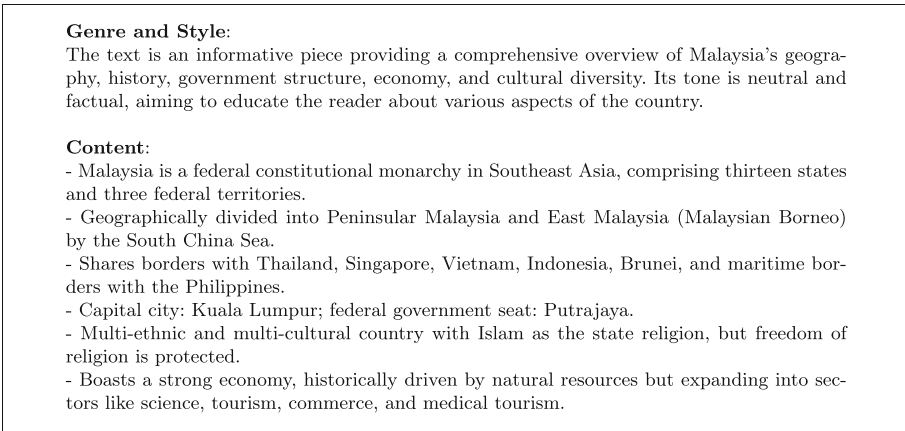 Genre and Style:
The text is an informative piece providing a comprehensive overview of Malaysia's geogra-
phy, history, government structure, economy, and cultural diversity. Its tone is neutral and
factual, aiming to educate the reader about various aspects of the country.
Content:
- Malaysia is a federal constitutional monarchy in Southeast Asia, comprising thirteen states
and three federal territories.
- Geographically divided into Peninsular Malaysia and East Malaysia (Malaysian Borneo)
by the South China Sea.
- Shares borders with Thailand, Singapore, Vietnam, Indonesia, Brunei, and maritime bor-
ders with the Philippines.
- Capital city: Kuala Lumpur; federal government seat: Putrajaya.
- Multi-ethnic and multi-cultural country with Islam as the state religion, but freedom of
religion is protected.
- Boasts a strong economy, historically driven by natural resources but expanding into sec-
tors like science, tourism, commerce, and medical tourism.